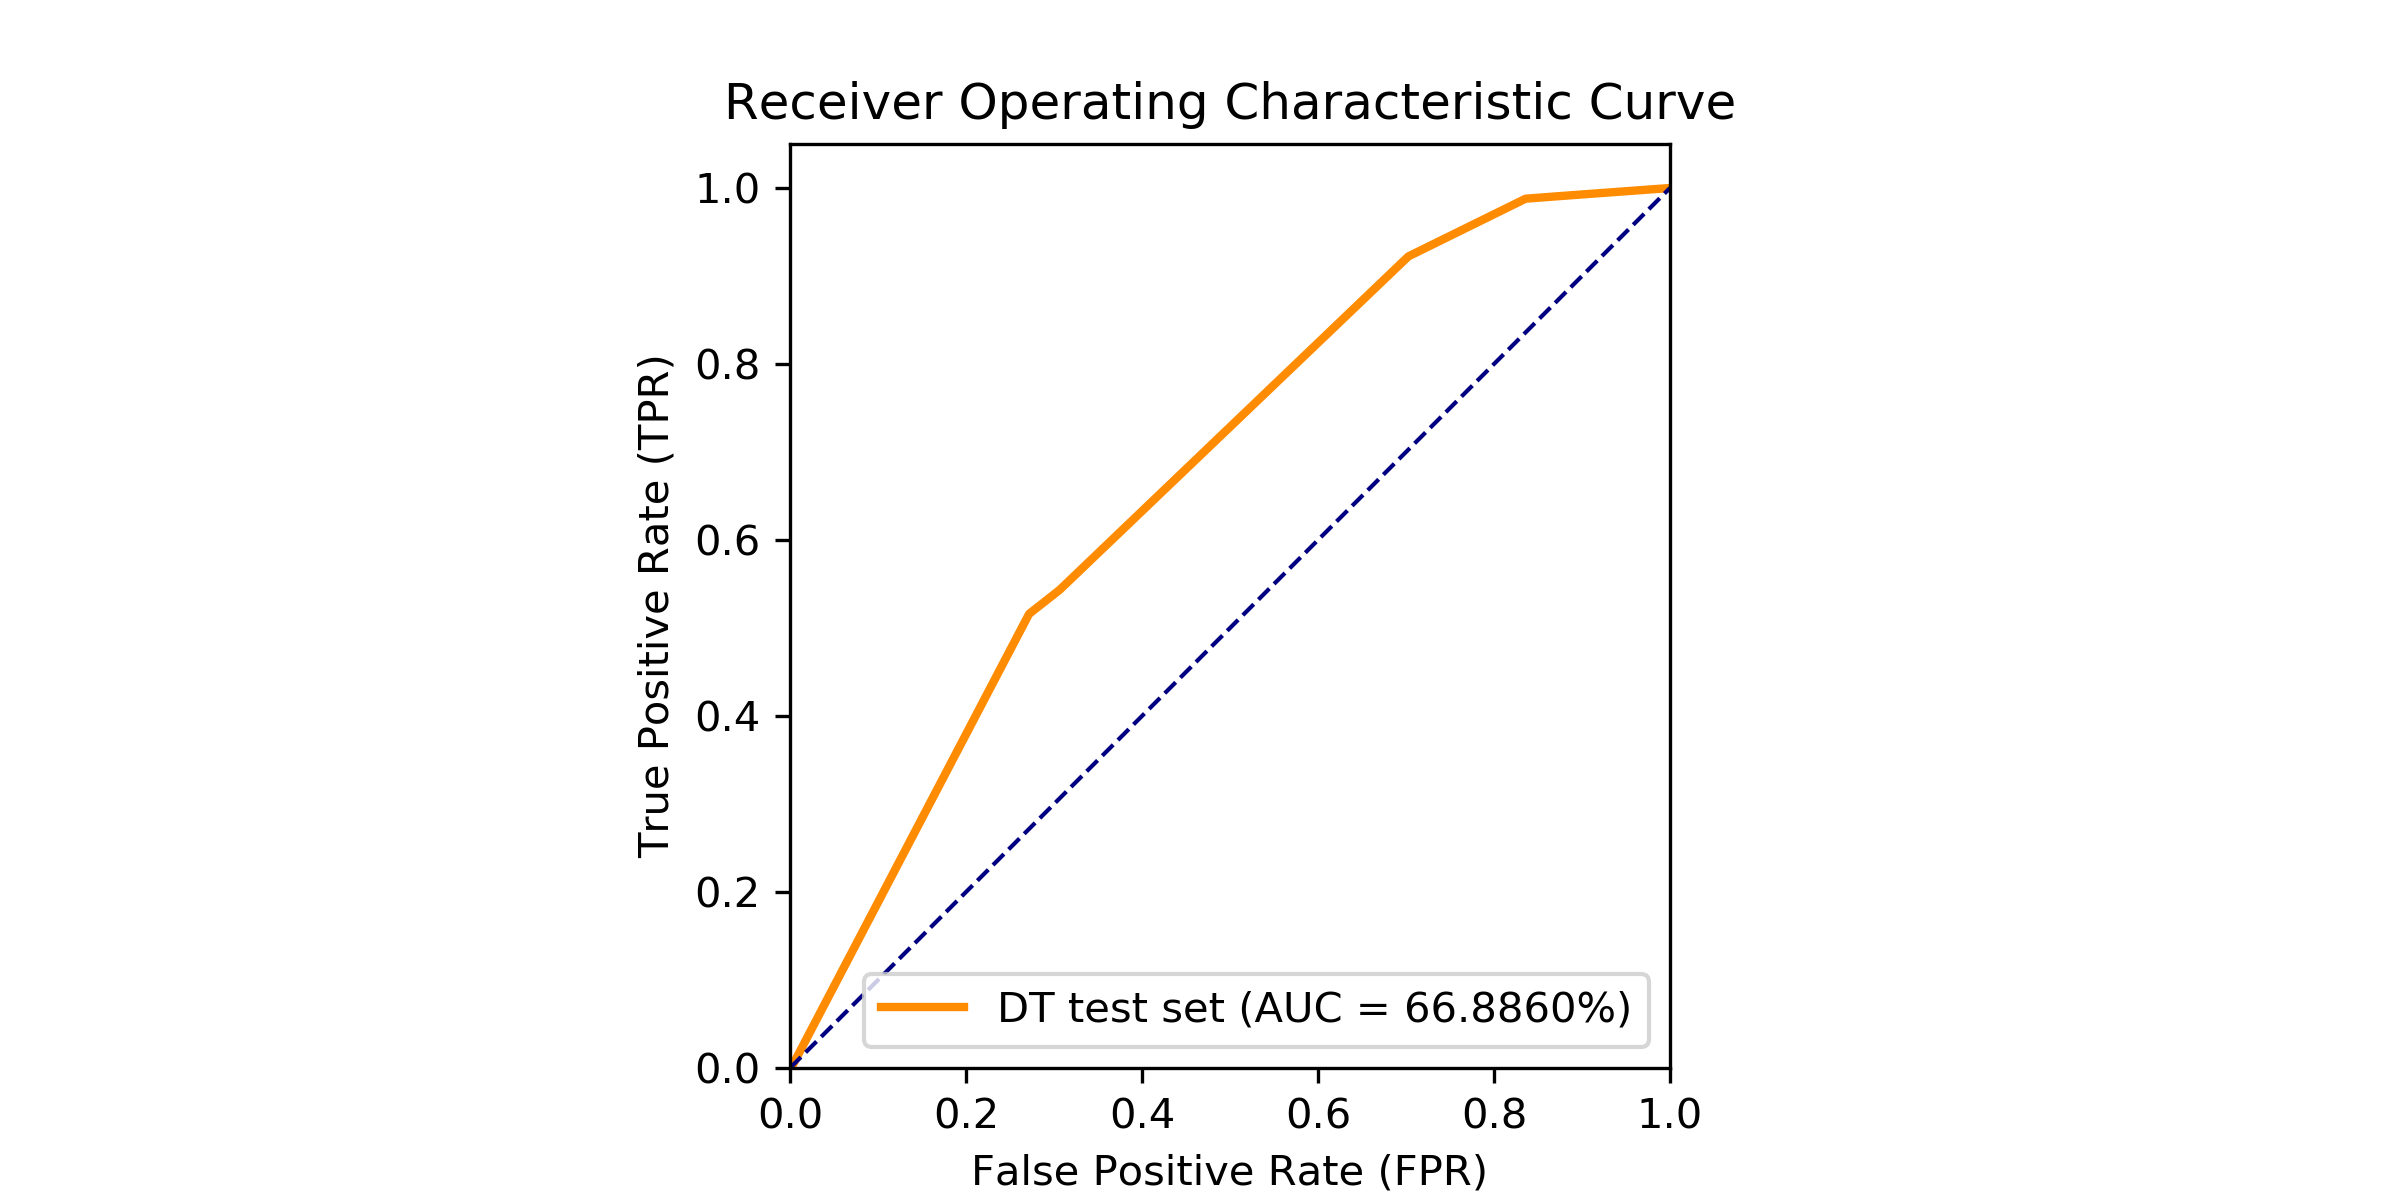 Receiver Operating Characteristic Curve
1.0
0.8
0.6
0.4
0.2
0.0
True Positive Rate (TPR)
DT test set (AUC = 66.8860%)
0.0 0.2 0.4 0.6 0.8 1.0
False Positive Rate (FPR)